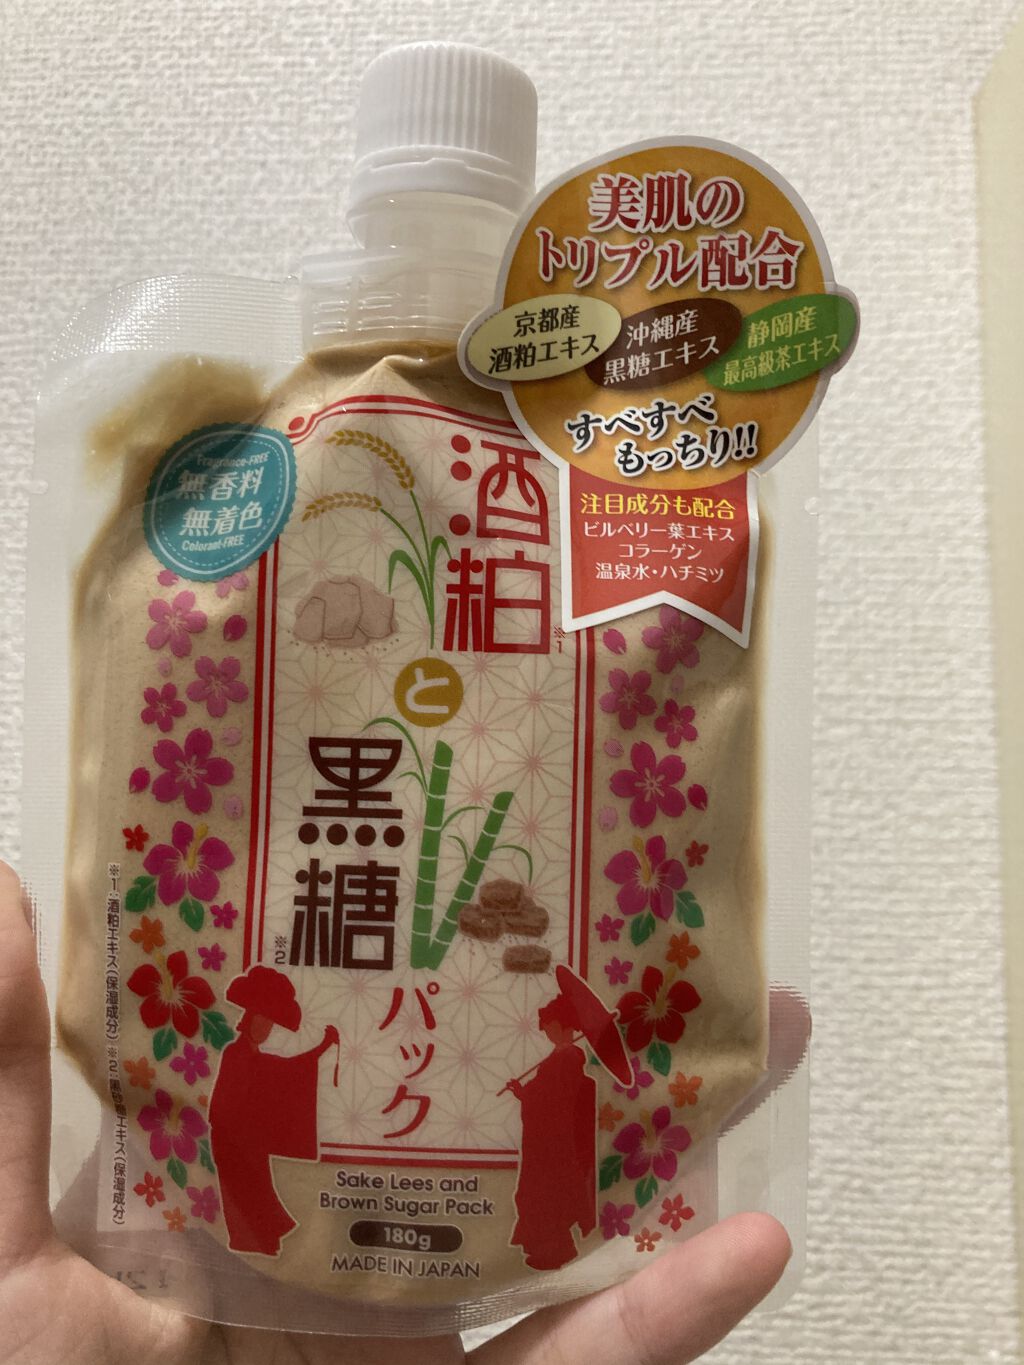 美肌の
トリプル配合
京都産
酒粕エキス
沖縄産
黒糖エキス
静岡産
最高級茶エキス
すべすべ
もっちり!!
注目成分も配合
ビルベリー葉エキス
コラーゲン
温泉水・ハチミツ
Fragrance-FREE
無香料
無着色
Colorant-FREE
酒粕※1
と
黒糖※2
パック
※1:酒粕エキス(保湿成分) ※2:黒砂糖エキス(保湿成分)
Sake Lees and
Brown Sugar Pack
180g
MADE IN JAPAN